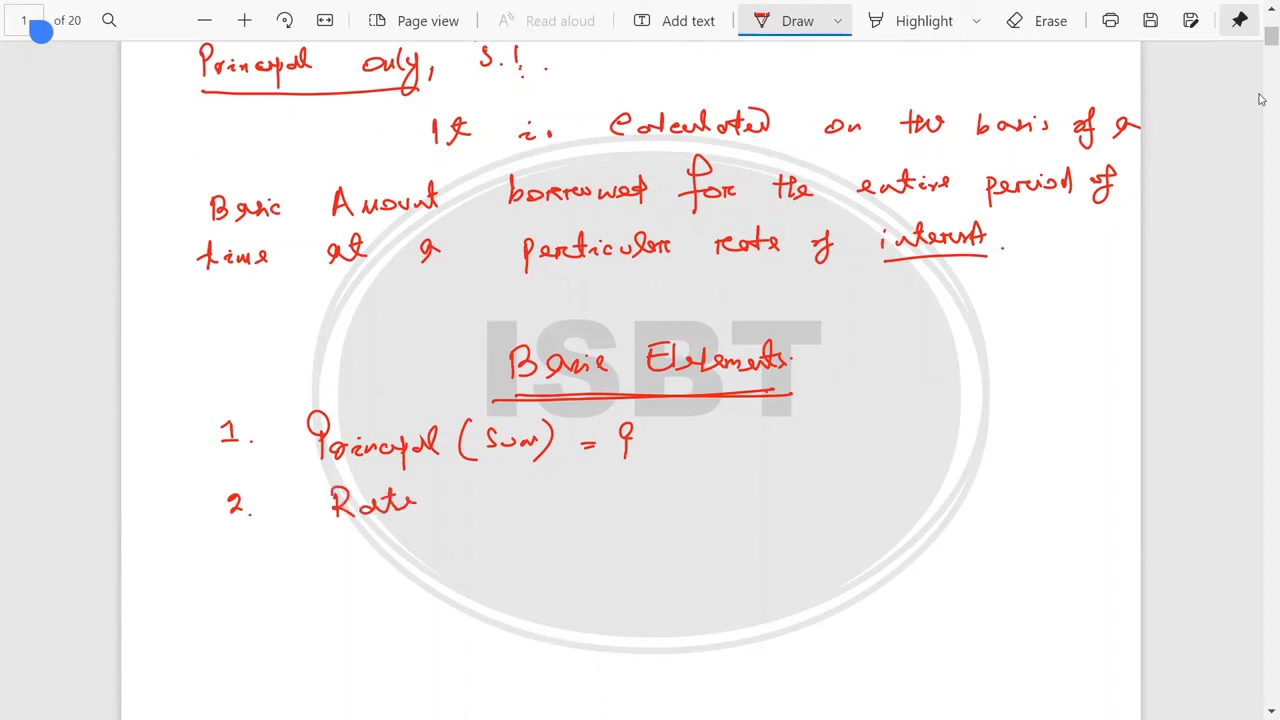 1 of 20 Page view Read aloud Add text Draw Highlight Erase
Principal only, S.I.
It is calculated on the basis of a
Basic Amount borrowed for the entire period of
time at a perticular rate of interest.
ISBT
Basic Elements.
1. Principal (Sum) = P
2. Rate